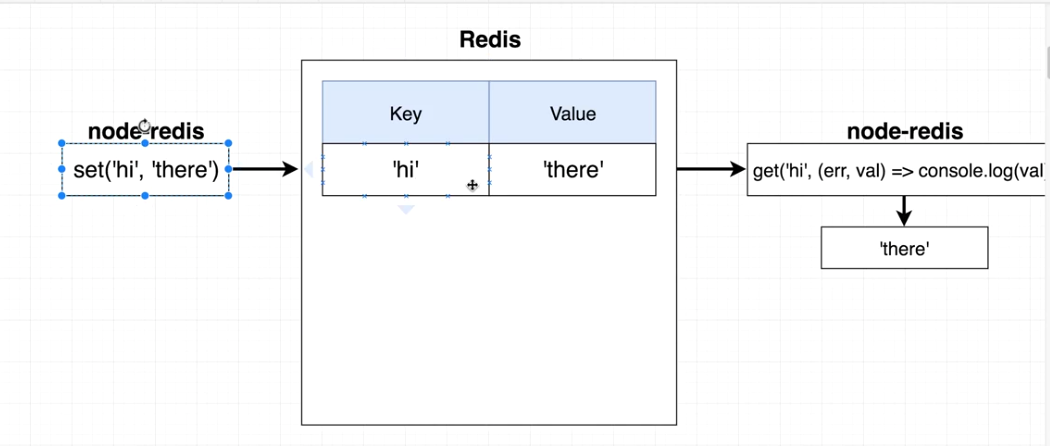 Redis
Key Value
node-redis
set('hi', 'there')
'hi' 'there'
node-redis
get('hi', (err, val) => console.log(val
'there'